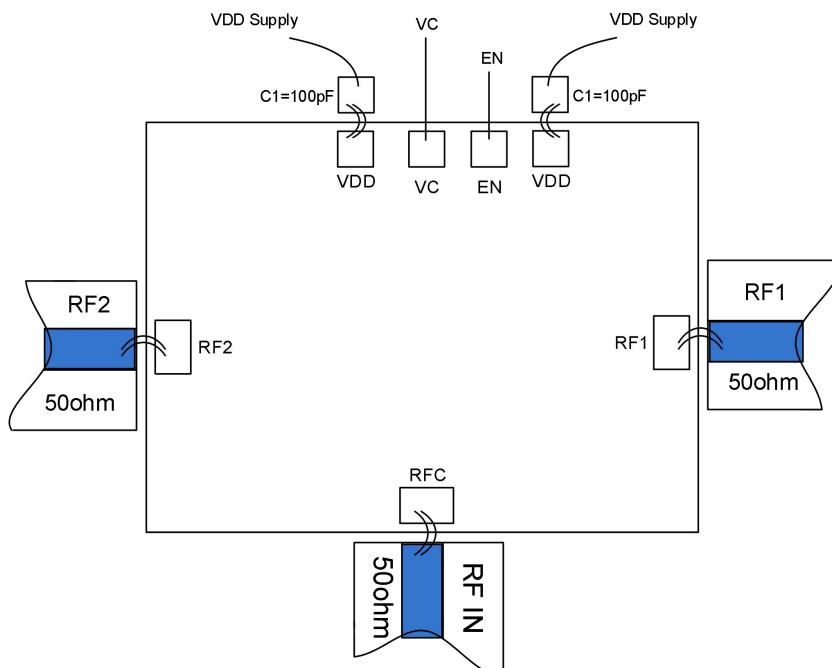 VDD Supply
VC
VDD Supply
EN
C1=100pF
C1=100pF
VDD
VC
EN
VDD
RF2
50ohm
RF2
RF1
RF1
50ohm
RFC
50ohm
RF IN